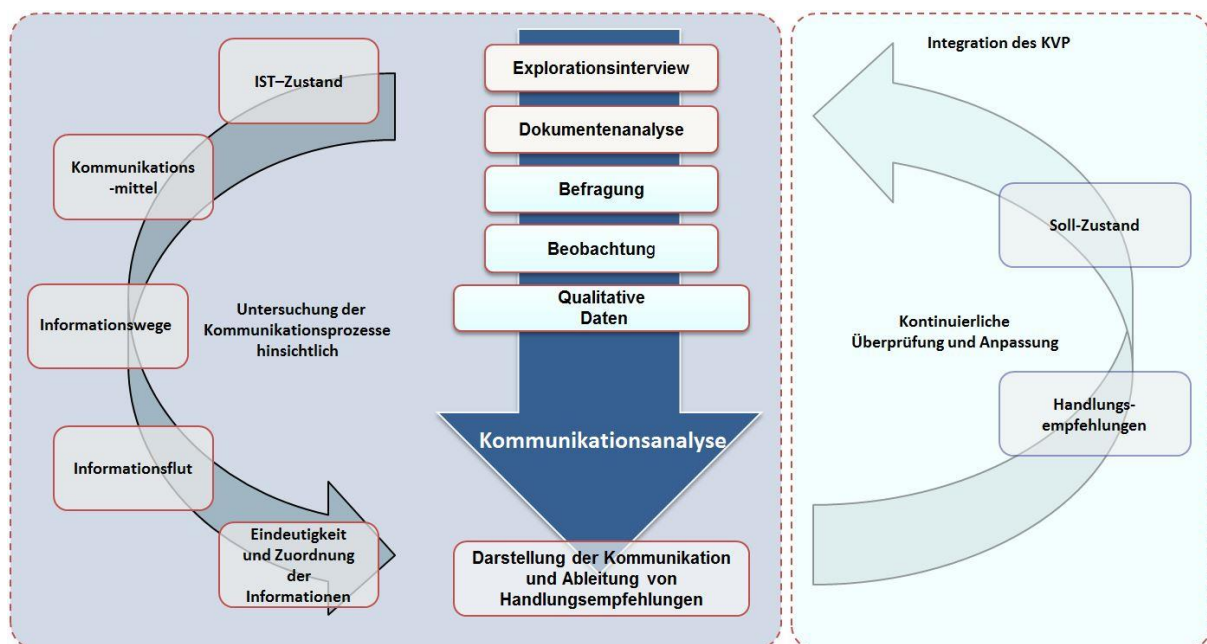 IST–Zustand
Kommunikations
-mittel
Informationswege
Informationsflut
Eindeutigkeit
und Zuordnung
der
Informationen
Untersuchung der
Kommunikationsprozesse
hinsichtlich
Explorationsinterview
Dokumentenanalyse
Befragung
Beobachtung
Qualitative
Daten
Kommunikationsanalyse
Darstellung der Kommunikation
und Ableitung von
Handlungsempfehlungen
Integration des KVP
Soll-Zustand
Kontinuierliche
Überprüfung und Anpassung
Handlungs-
empfehlungen